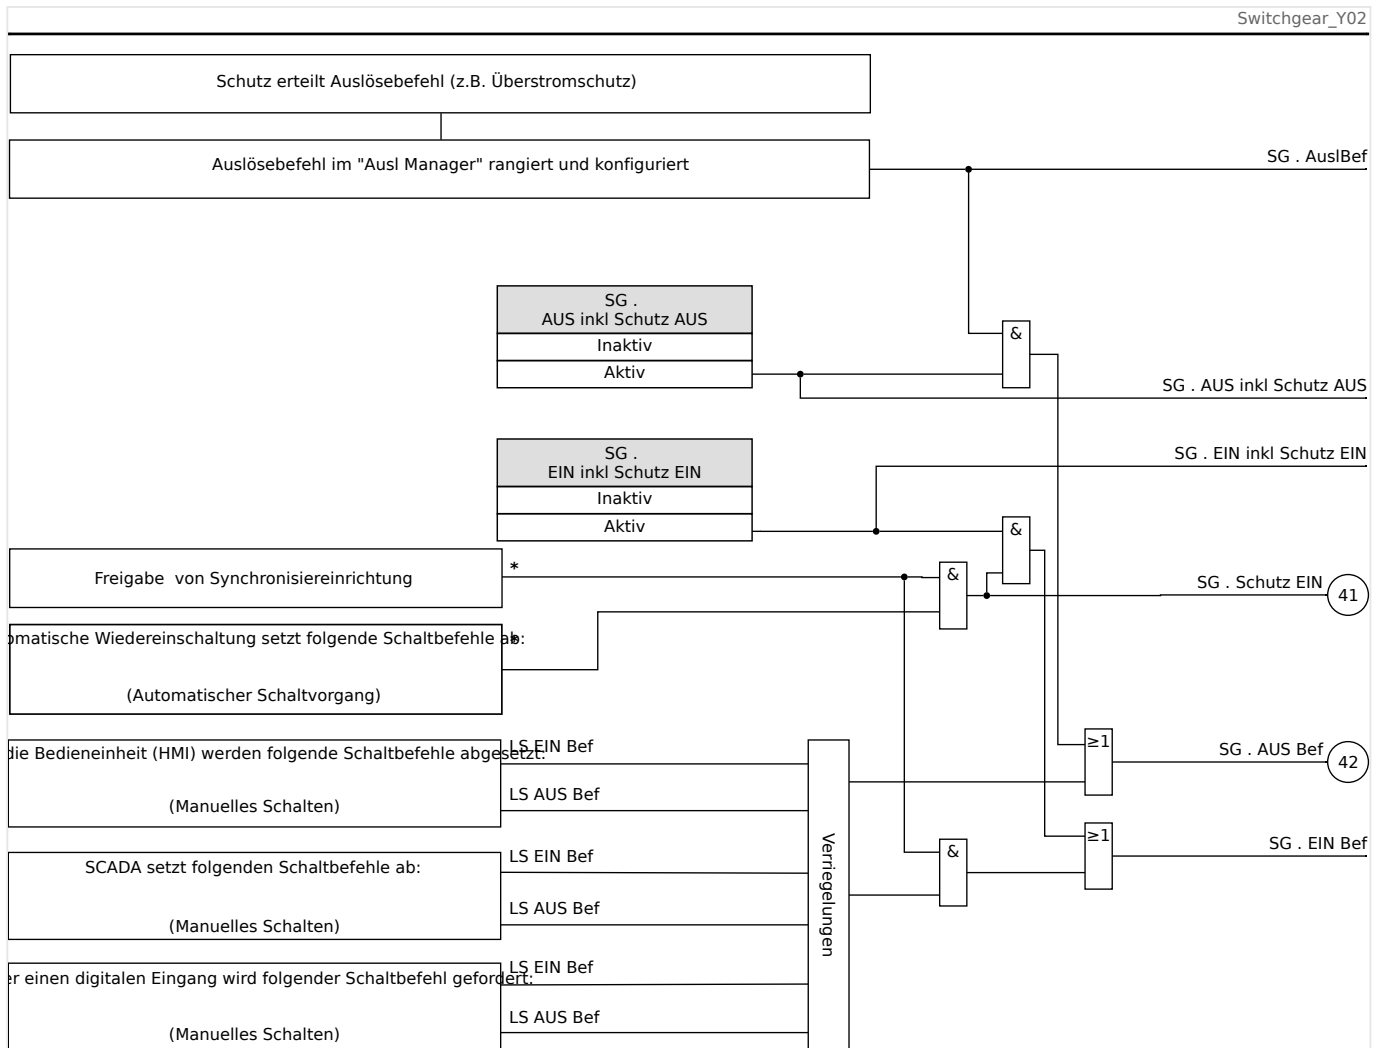 Switchgear_Y02
Schutz erteilt Auslösebefehl (z.B. Überstromschutz)
Auslösebefehl im "Ausl Manager" rangiert und konfiguriert
SG . AuslBef
SG .
AUS inkl Schutz AUS
Inaktiv
Aktiv
&
SG . AUS inkl Schutz AUS
SG .
EIN inkl Schutz EIN
Inaktiv
Aktiv
&
SG . EIN inkl Schutz EIN
Freigabe von Synchronisiereinrichtung
*
&
SG . Schutz EIN
41
omatische Wiedereinschaltung setzt folgende Schaltbefehle ab:
*
(Automatischer Schaltvorgang)
die Bedieneinheit (HMI) werden folgende Schaltbefehle abgesetzt:
(Manuelles Schalten)
LS EIN Bef
LS AUS Bef
≥1
SG . AUS Bef
42
SCADA setzt folgenden Schaltbefehle ab:
(Manuelles Schalten)
LS EIN Bef
LS AUS Bef
Verriegelungen
&
≥1
SG . EIN Bef
er einen digitalen Eingang wird folgender Schaltbefehl gefordert:
(Manuelles Schalten)
LS EIN Bef
LS AUS Bef